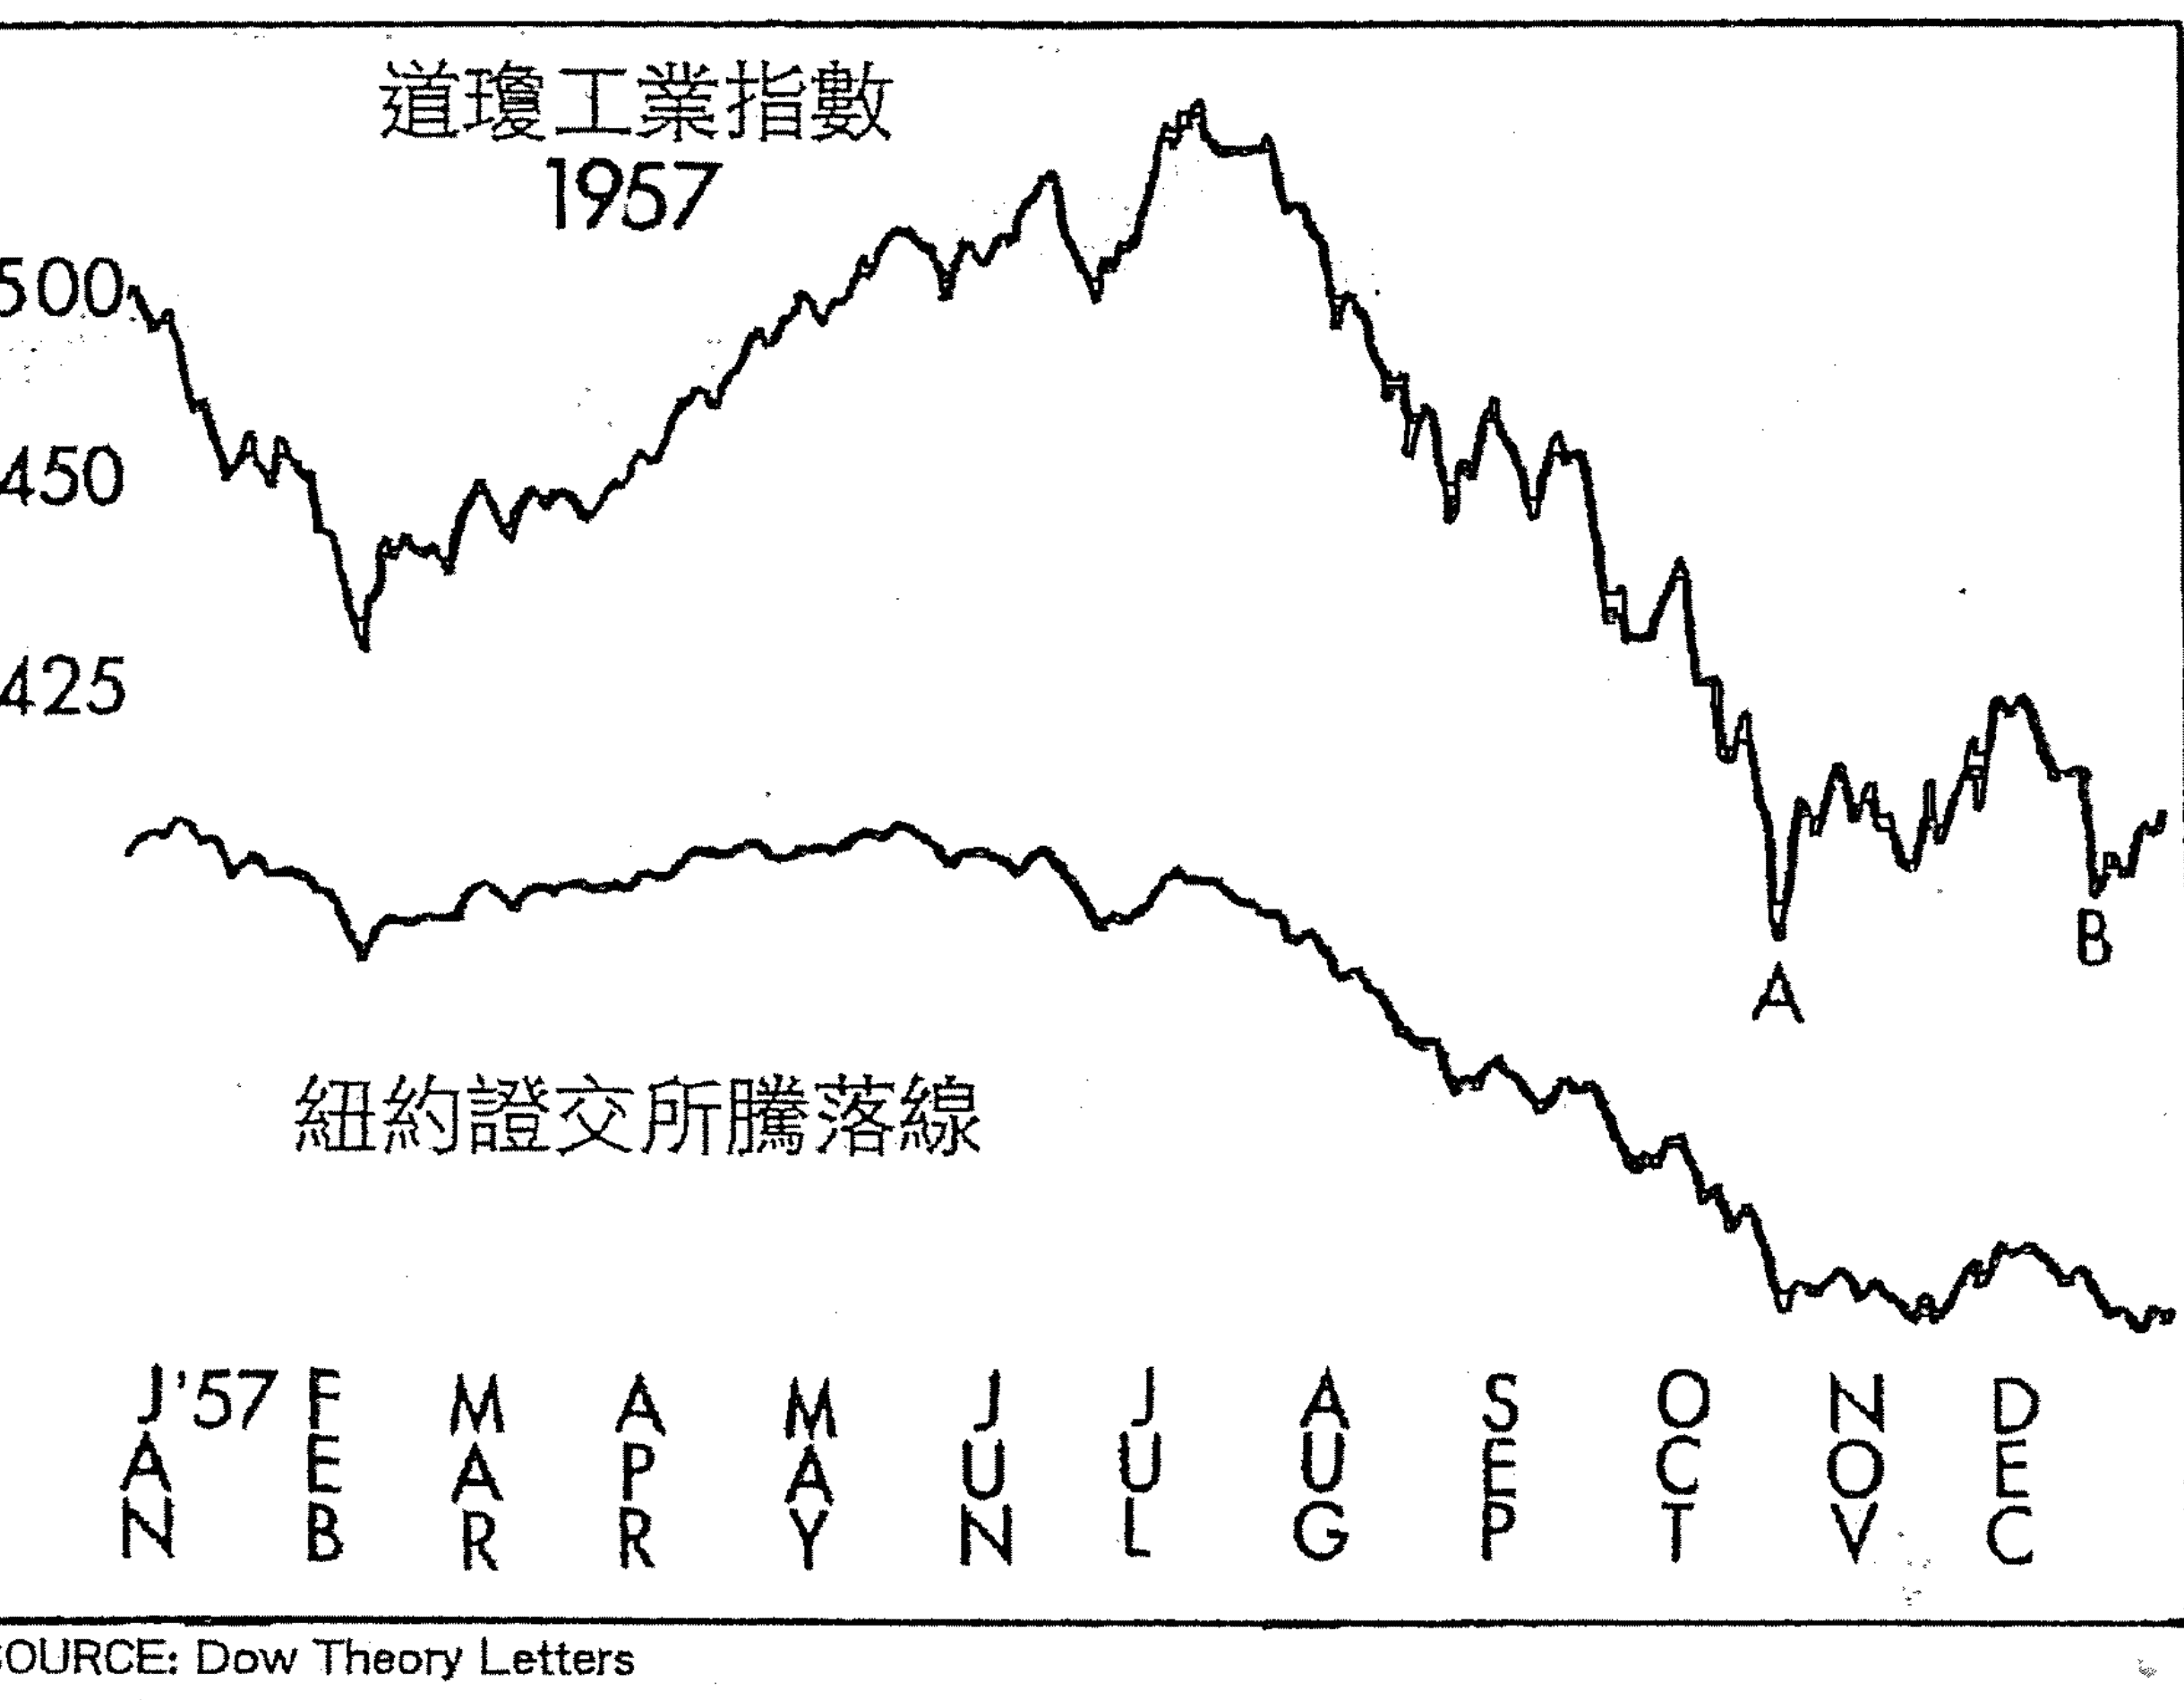 道瓊工業指數
1957
500
450
425
A
B
紐約證交所騰落線
J'57 F M A M J J A S O N D
A E A P A U U U E C O E
N B R R Y N L G P T V C
SOURCE: Dow Theory Letters